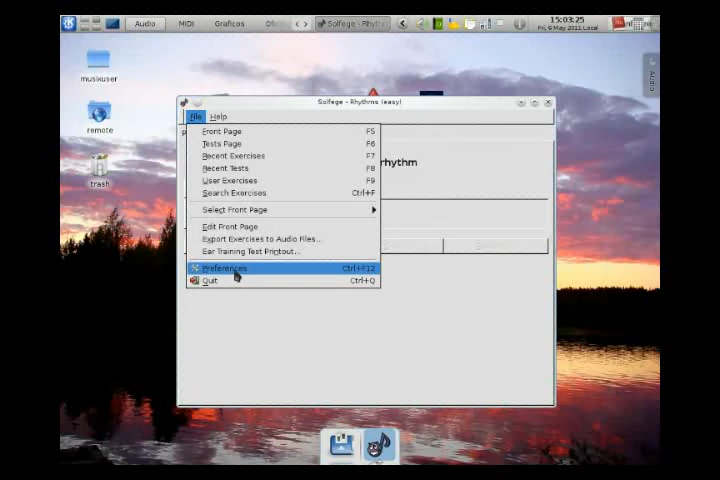 Audio
MIDI
Graficos
Solfege - Rhythm
15:03:25
Fri, 6 May 2011, Local
musixuser
remote
trash
Audio
Solfege - Rhythms (easy)
File Help
rhythm
Front Page F5
Tests Page F6
Recent Exercises F7
Recent Tests F8
User Exercises F9
Search Exercises Ctrl+F
Select Front Page
Edit Front Page
Export Exercises to Audio Files...
Ear Training Test Printout...
Preferences Ctrl+F12
Quit Ctrl+Q